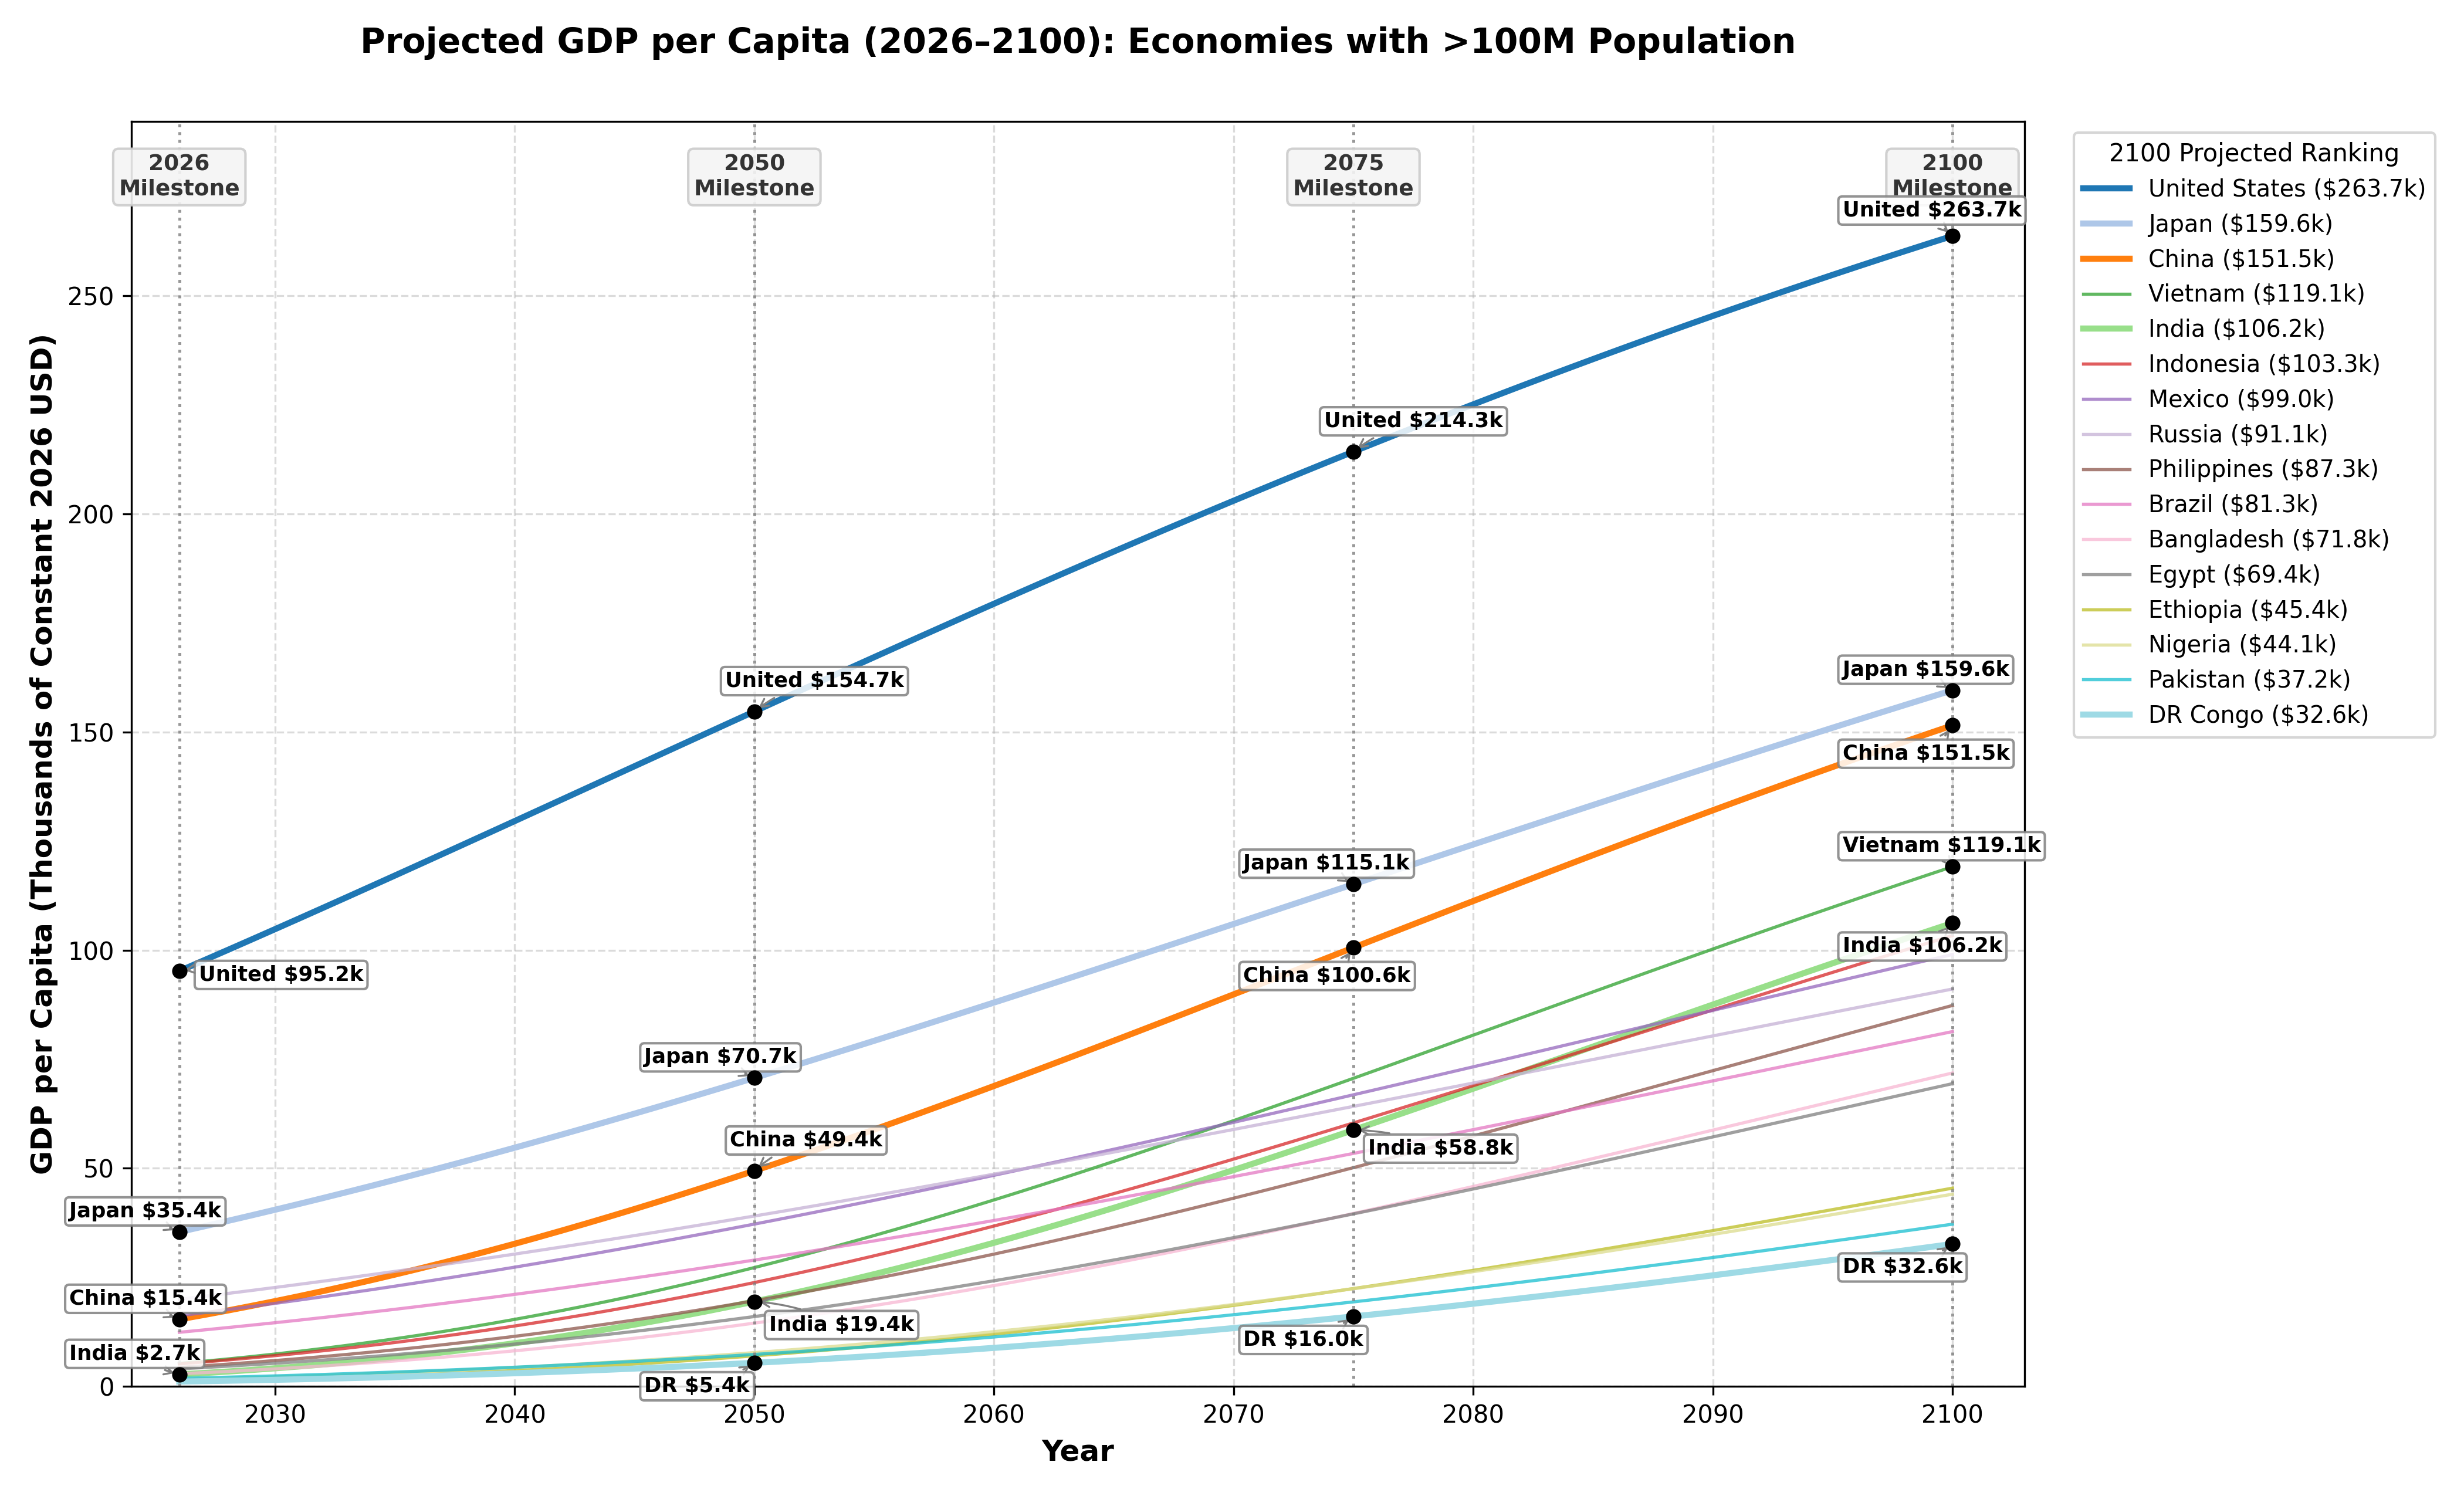 Projected GDP per Capita (2026–2100): Economies with >100M Population
2026
Milestone
2050
Milestone
2075
Milestone
2100
Milestone
United $263.7k
United $214.3k
United $154.7k
United $95.2k
Japan $159.6k
China $151.5k
Vietnam $119.1k
Japan $115.1k
India $106.2k
China $100.6k
Japan $70.7k
India $58.8k
China $49.4k
Japan $35.4k
DR $32.6k
China $15.4k
India $19.4k
DR $16.0k
India $2.7k
DR $5.4k
GDP per Capita (Thousands of Constant 2026 USD)
250
200
150
100
50
0
2030
2040
2050
2060
2070
2080
2090
2100
Year
2100 Projected Ranking
United States ($263.7k)
Japan ($159.6k)
China ($151.5k)
Vietnam ($119.1k)
India ($106.2k)
Indonesia ($103.3k)
Mexico ($99.0k)
Russia ($91.1k)
Philippines ($87.3k)
Brazil ($81.3k)
Bangladesh ($71.8k)
Egypt ($69.4k)
Ethiopia ($45.4k)
Nigeria ($44.1k)
Pakistan ($37.2k)
DR Congo ($32.6k)